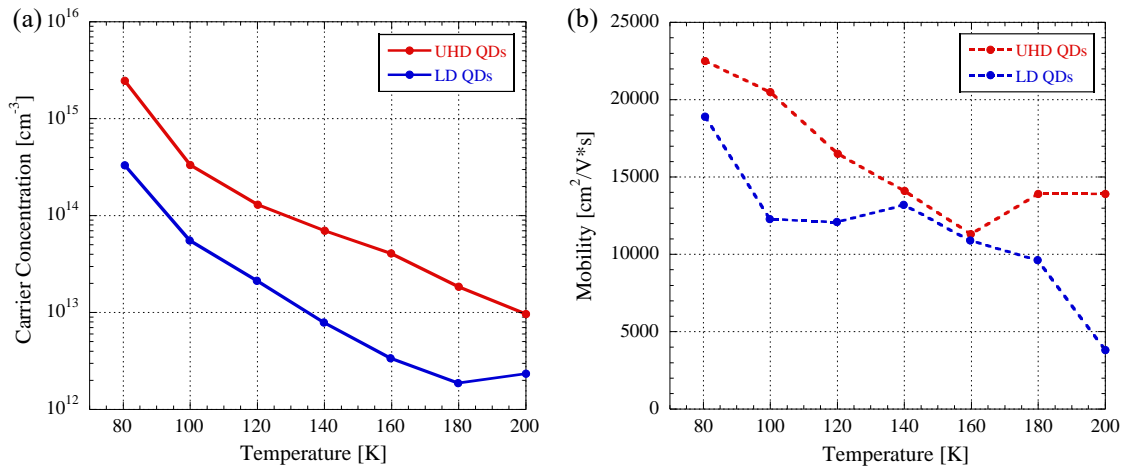 (a)
10^16
10^15
10^14
10^13
10^12
Carrier Concentration [cm^-3]
UHD QDs
LD QDs
80 100 120 140 160 180 200
Temperature [K]
(b)
25000
20000
15000
10000
5000
0
Mobility [cm^2/V*s]
UHD QDs
LD QDs
80 100 120 140 160 180 200
Temperature [K]